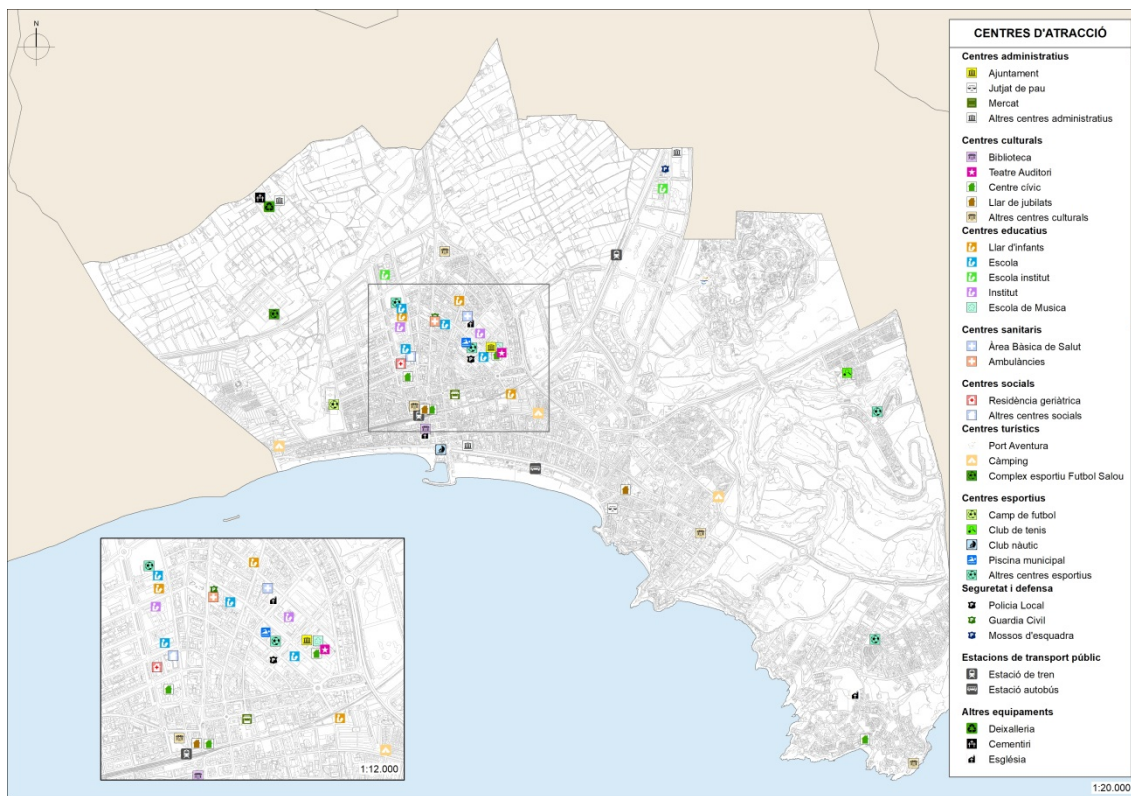 N
CENTRES D'ATRACCIÓ
Centres administratius
Ajuntament
Jutjat de pau
Mercat
Altres centres administratius
Centres culturals
Biblioteca
Teatre Auditori
Centre cívic
Llar de jubilats
Altres centres culturals
Centres educatius
Llar d'infants
Escola
Escola institut
Institut
Escola de Musica
Centres sanitaris
Àrea Bàsica de Salut
Ambulàncies
Centres socials
Residència geriàtrica
Altres centres socials
Centres turístics
Port Aventura
Càmping
Complex esportiu Futbol Salou
Centres esportius
Camp de futbol
Club de tenis
Club nàutic
Piscina municipal
Altres centres esportius
Seguretat i defensa
Policia Local
Guardia Civil
Mossos d'esquadra
Estacions de transport públic
Estació de tren
Estació autobús
Altres equipaments
Deixalleria
Cementiri
Església
1:12.000
1:20.000